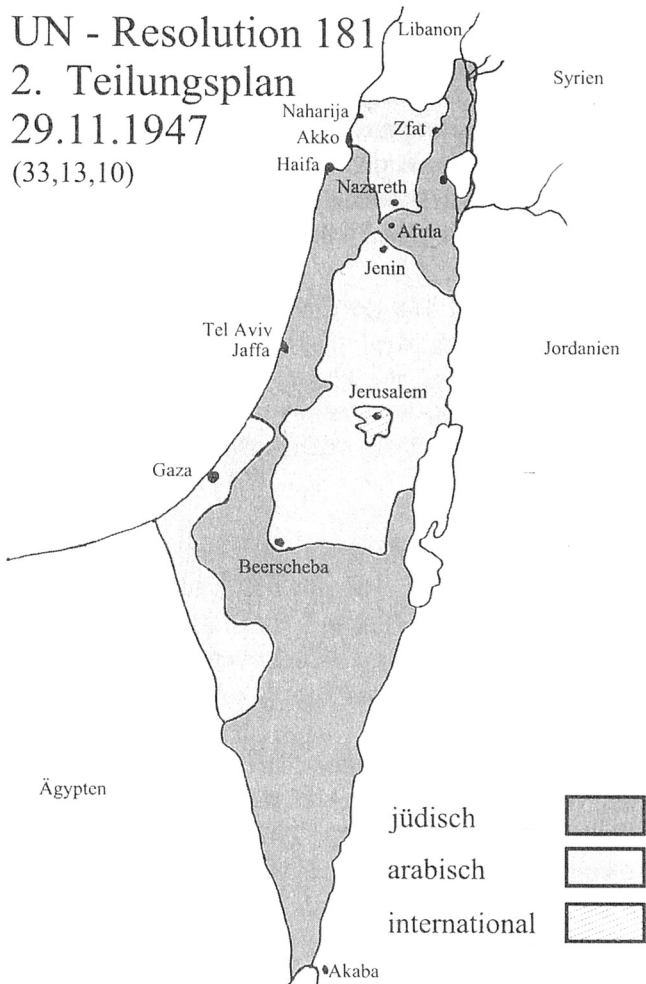 UN - Resolution 181
2. Teilungsplan
29.11.1947
(33,13,10)
Libanon
Syrien
Naharija
Akko
Zfat
Haifa
Nazareth
Afula
Jenin
Tel Aviv
Jaffa
Jordanien
Jerusalem
Gaza
Beerscheba
Ägypten
jüdisch
arabisch
international
Akaba